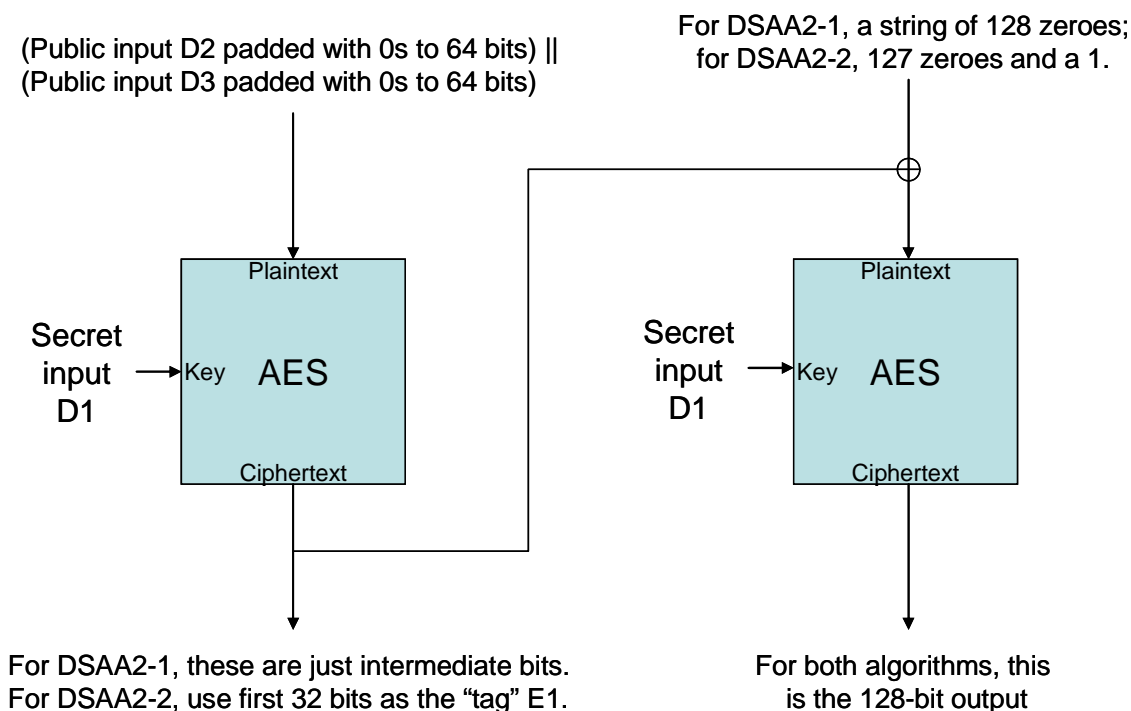 (Public input D2 padded with 0s to 64 bits) ||
(Public input D3 padded with 0s to 64 bits)
For DSAA2-1, a string of 128 zeroes;
for DSAA2-2, 127 zeroes and a 1.
Plaintext
Secret
input
D1
Key
AES
Ciphertext
Plaintext
Secret
input
D1
Key
AES
Ciphertext
For DSAA2-1, these are just intermediate bits.
For DSAA2-2, use first 32 bits as the “tag” E1.
For both algorithms, this
is the 128-bit output